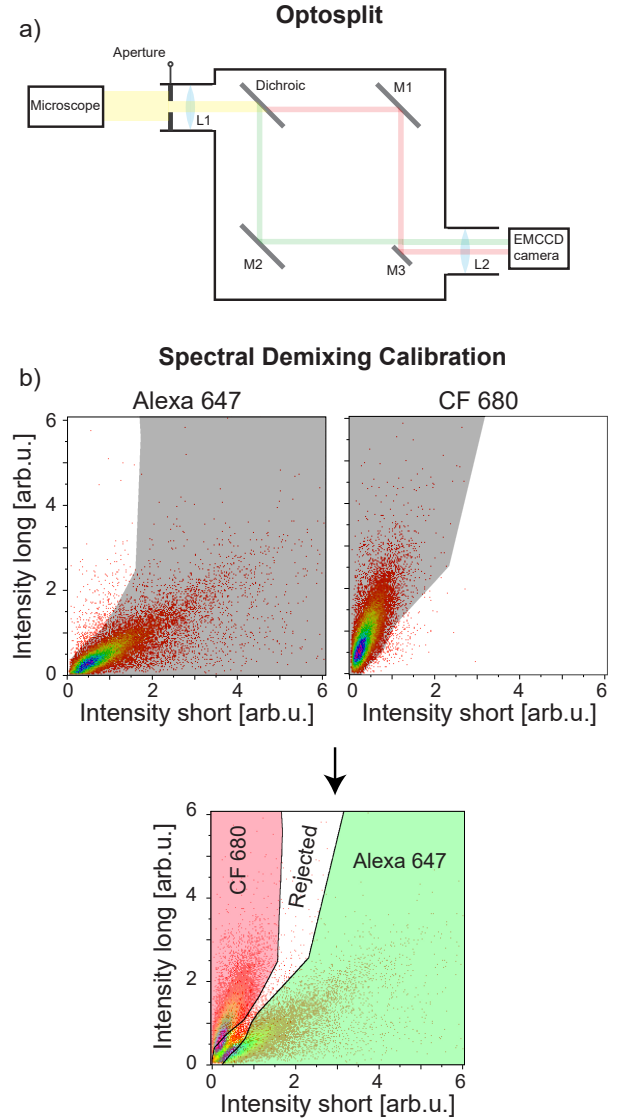 Optosplit
a)
Aperture
Microscope
L1
Dichroic
M1
M2
M3
L2
EMCCD
camera
Spectral Demixing Calibration
b)
Alexa 647
CF 680
Intensity long [arb.u.]
6
4
2
0
0
2
4
6
Intensity short [arb.u.]
0
2
4
6
Intensity short [arb.u.]
Intensity long [arb.u.]
6
4
2
0
CF 680
Rejected
Alexa 647
0
2
4
6
Intensity short [arb.u.]